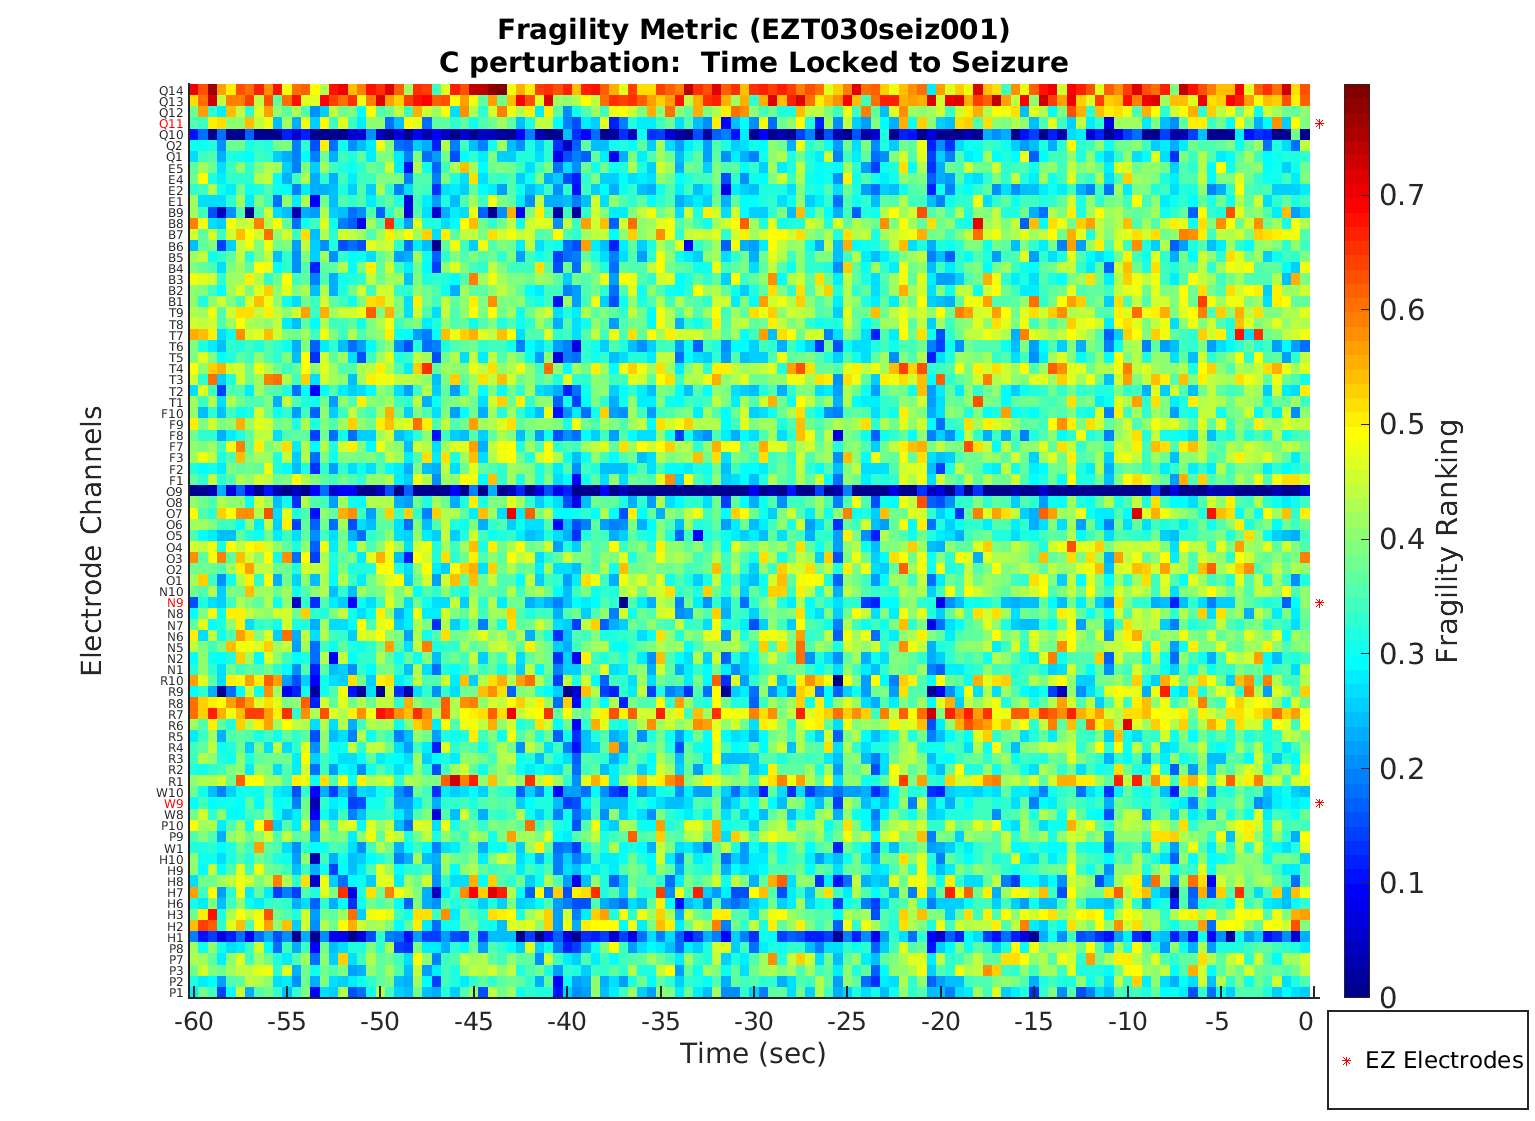 Fragility Metric (EZT030seiz001)
C perturbation:  Time Locked to Seizure
Electrode Channels
Q14
Q13
Q12
Q11
Q10
Q2
Q1
E5
E4
E2
E1
B9
B8
B7
B6
B5
B4
B3
B2
B1
T9
T8
T7
T6
T5
T4
T3
T2
T1
F10
F9
F8
F7
F3
F2
F1
O9
O8
O7
O6
O5
O4
O3
O2
O1
N10
N9
N8
N7
N6
N5
N2
N1
R10
R9
R8
R7
R6
R5
R4
R3
R2
R1
W10
W9
W8
P10
P9
W1
H10
H9
H8
H7
H6
H3
H2
H1
P8
P7
P3
P2
P1
-60 -55 -50 -45 -40 -35 -30 -25 -20 -15 -10 -5 0
Time (sec)
0.7
0.6
0.5
0.4
0.3
0.2
0.1
0
Fragility Ranking
EZ Electrodes